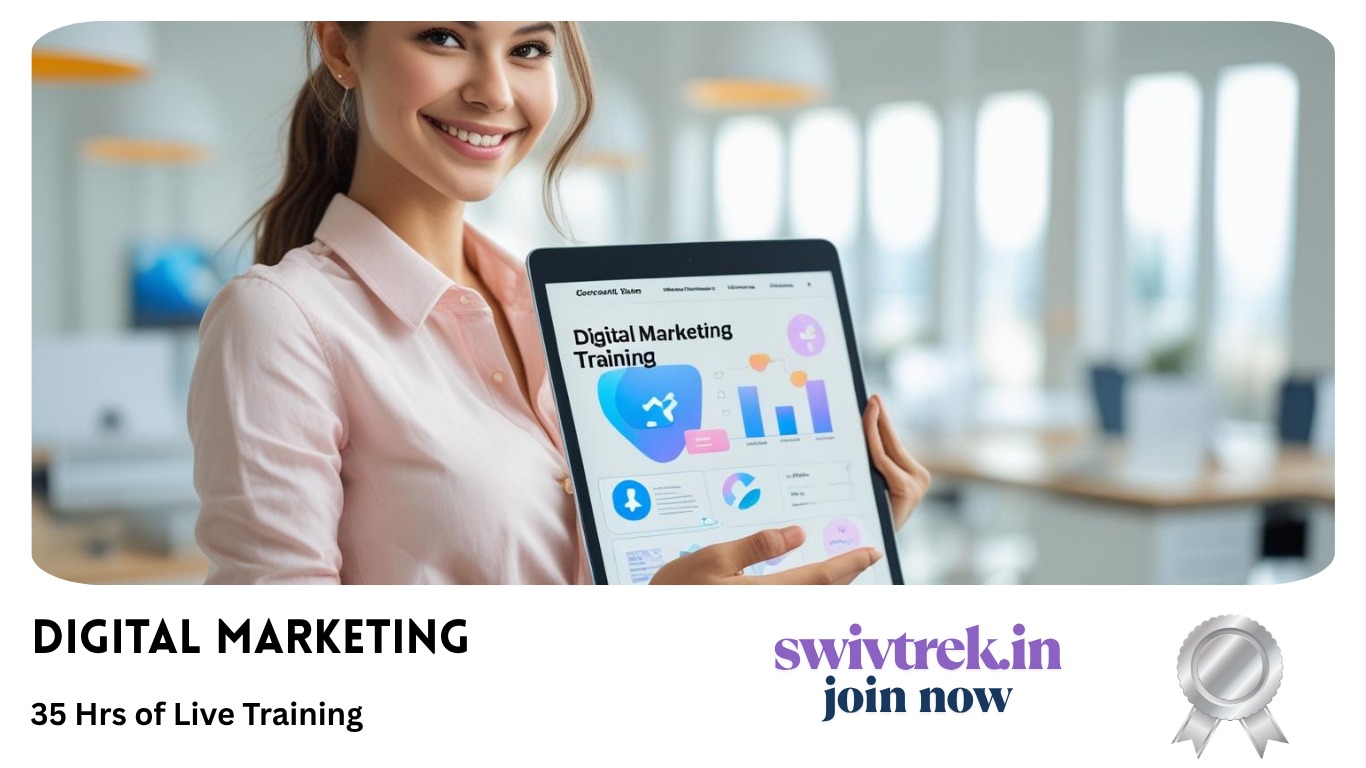 Digital Marketing
Training
DIGITAL MARKETING
35 Hrs of Live Training
swivtrek.in
join now